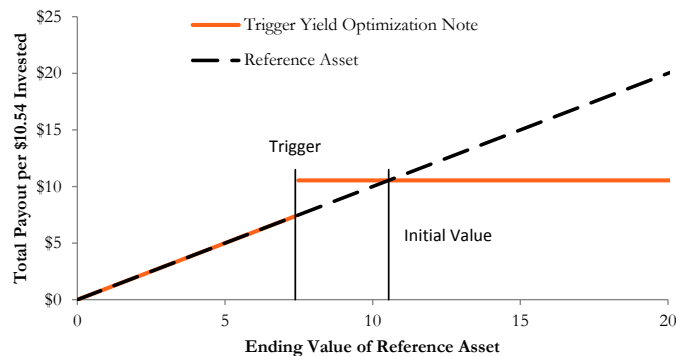 $25
Trigger Yield Optimization Note
Reference Asset
$20
$15
Trigger
$10
Initial Value
$5
$0
0 5 10 15 20
Total Payout per $10.54 Invested
Ending Value of Reference Asset